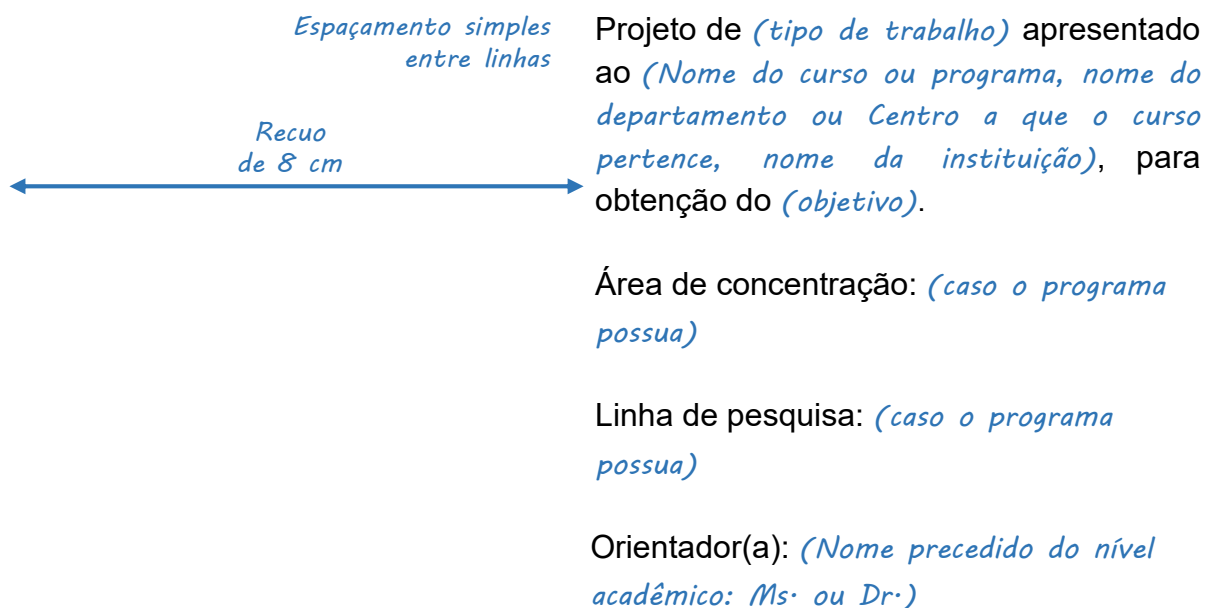 Espaçamento simples
entre linhas
Recuo
de 8 cm
Projeto de (tipo de trabalho) apresentado
ao (Nome do curso ou programa, nome do
departamento ou Centro a que o curso
pertence, nome da instituição), para
obtenção do (objetivo).
Área de concentração: (caso o programa
possua)
Linha de pesquisa: (caso o programa
possua)
Orientador(a): (Nome precedido do nível
acadêmico: Ms. ou Dr.)